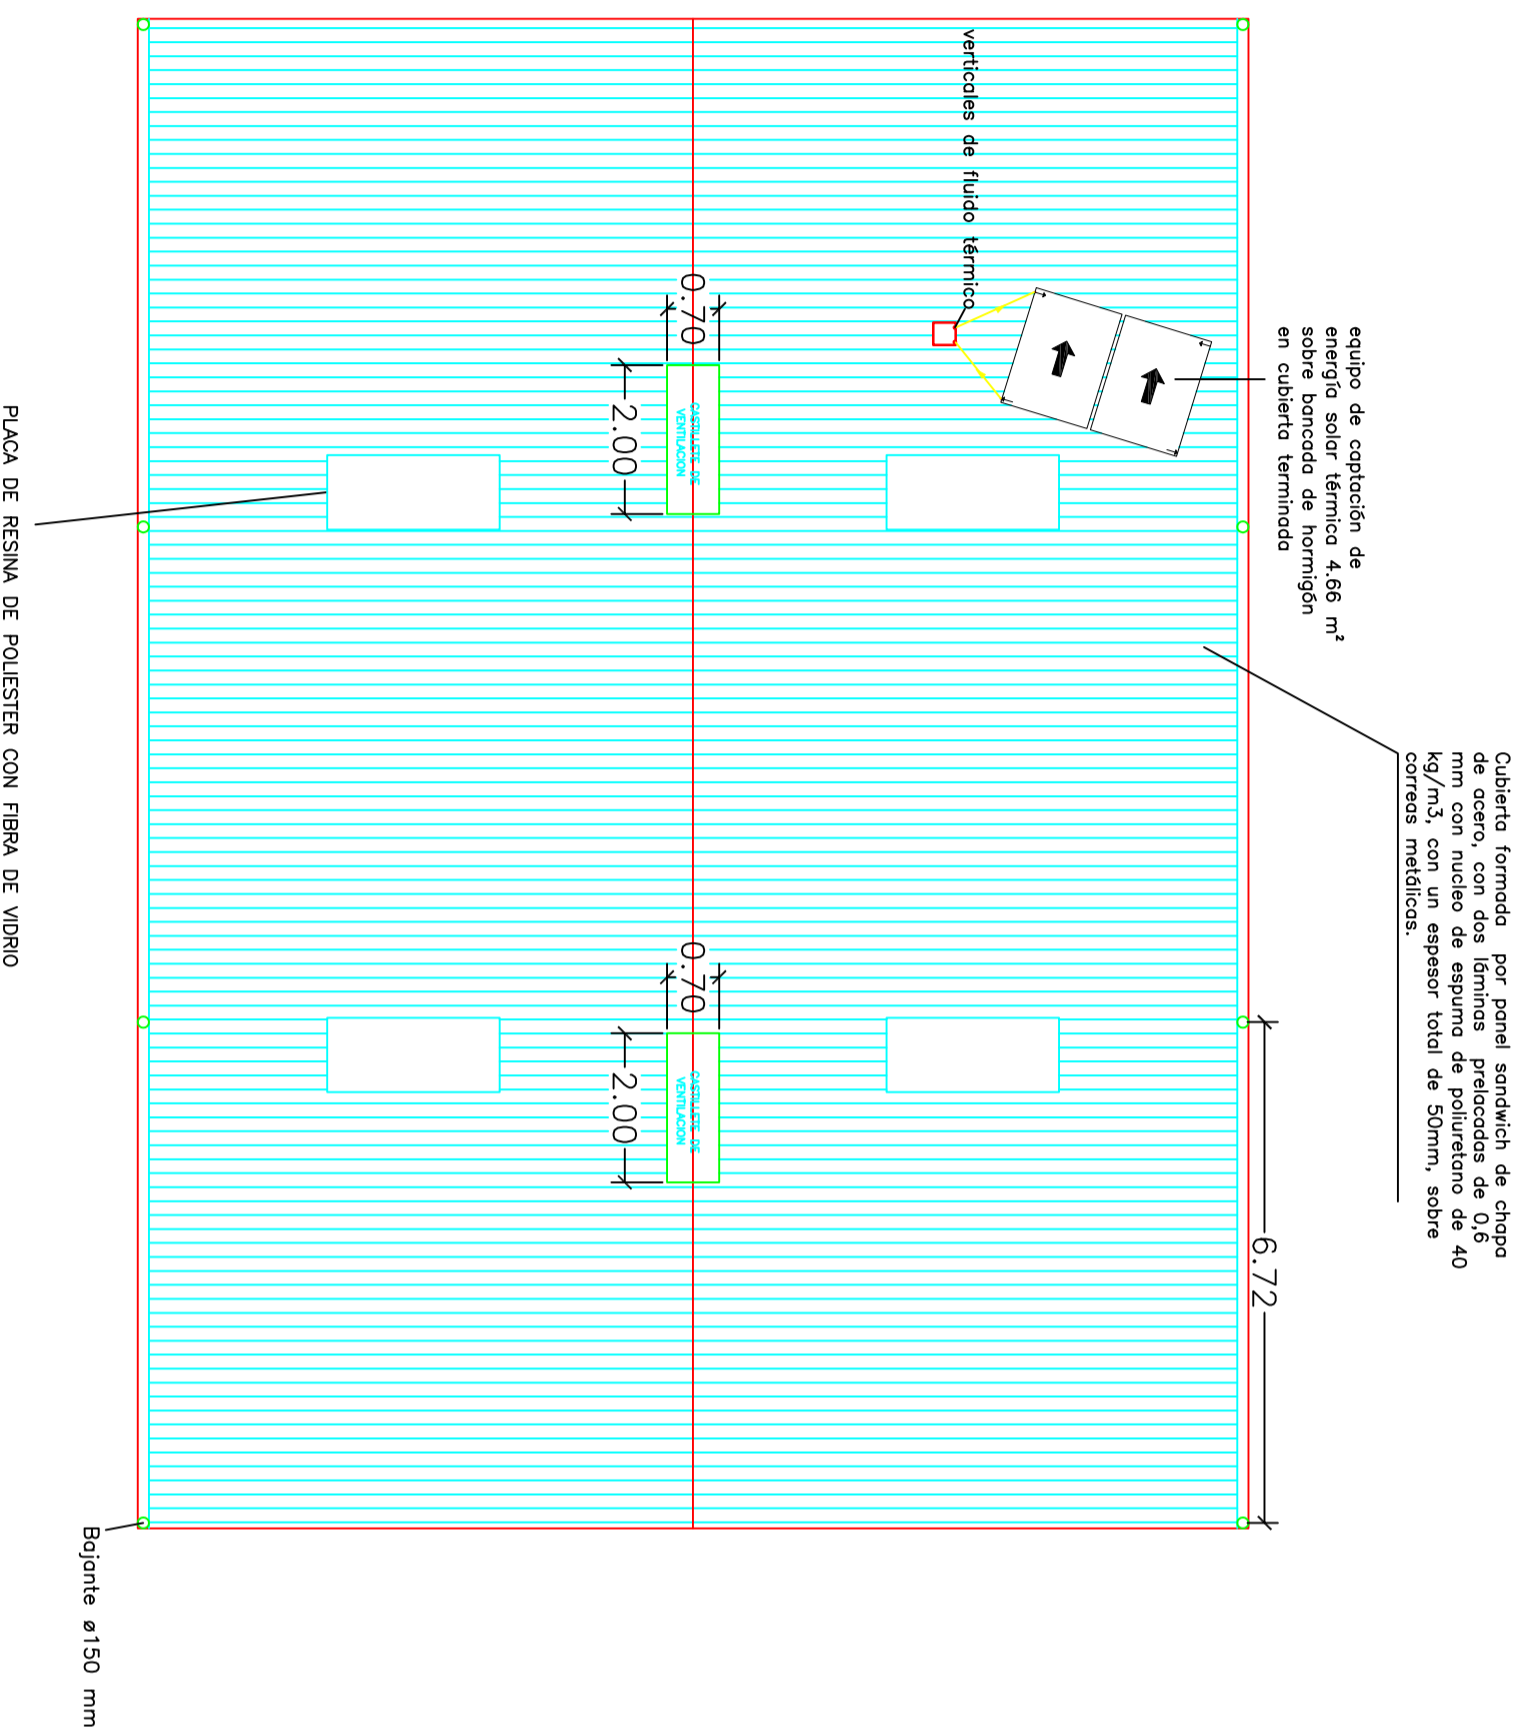 Cubierta formada por panel sandwich de chapa
de acero, con dos láminas prelacadas de 0,6
mm con nucleo de espuma de poliuretano de 40
kg/m3, con un espesor total de 50mm, sobre
correas metálicas.
equipo de captación de
energía solar térmica 4.66 m²
sobre bancada de hormigón
en cubierta terminada
6.72
verticales de fluido térmico
0.70
CASTILLETE DE
VENTILACION
2.00
0.70
CASTILLETE DE
VENTILACION
2.00
Bajante ø150 mm
PLACA DE RESINA DE POLIESTER CON FIBRA DE VIDRIO